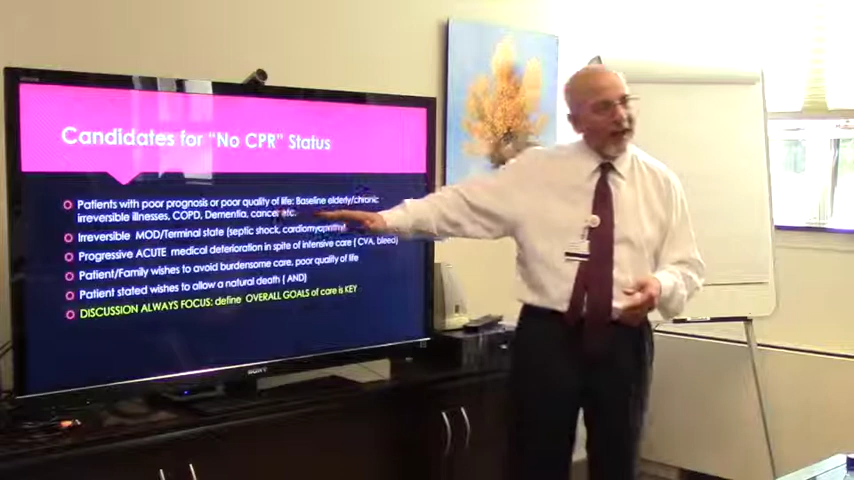 Candidates for "No CPR" Status
Patients with poor prognosis or poor quality of life: Baseline elderly/chronic
irreversible illnesses, COPD, Dementia, cancer etc.
Irreversible MOD/Terminal state (septic shock, cardiomyopathy)
Progressive ACUTE medical deterioration in spite of intensive care ( CVA, bleed)
Patient/Family wishes to avoid burdensome care, poor quality of life
Patient stated wishes to allow a natural death ( AND)
DISCUSSION ALWAYS FOCUS: define OVERALL GOALS of care is KEY
SONY